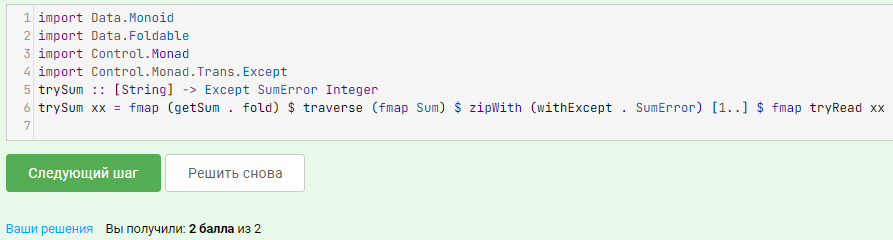 1 import Data.Monoid
2 import Data.Foldable
3 import Control.Monad
4 import Control.Monad.Trans.Except
5 trySum :: [String] -> Except SumError Integer
6 trySum xx = fmap (getSum . fold) $ traverse (fmap Sum) $ zipWith (withExcept . SumError) [1..] $ fmap tryRead xx
7
Следующий шаг Решить снова
Ваши решения Вы получили: 2 балла из 2